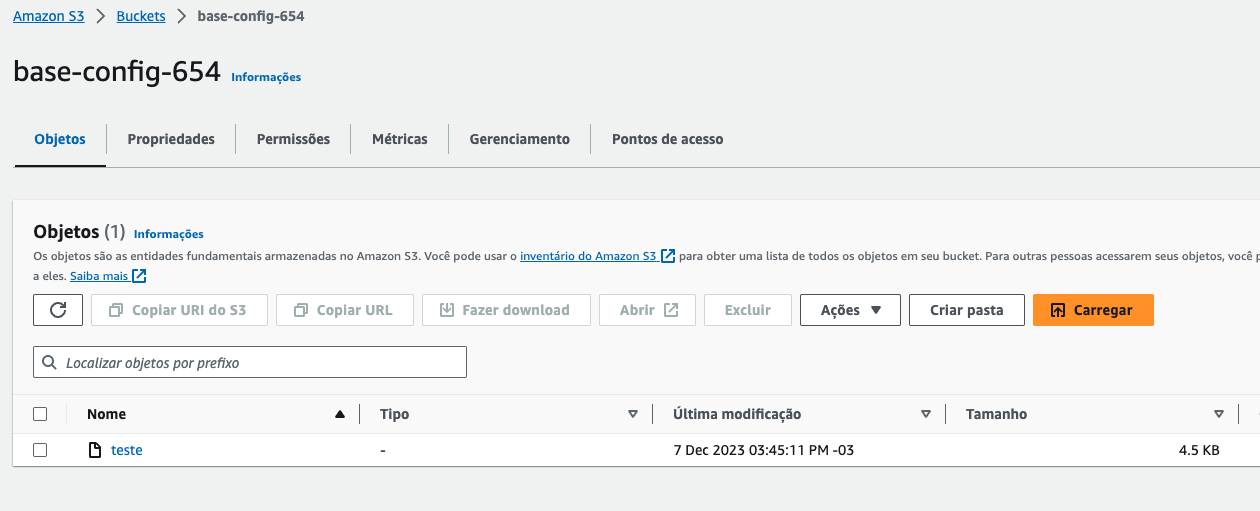 Amazon S3 > Buckets > base-config-654
base-config-654 Informações
Objetos Propriedades Permissões Métricas Gerenciamento Pontos de acesso
Objetos (1) Informações
Os objetos são as entidades fundamentais armazenadas no Amazon S3. Você pode usar o inventário do Amazon S3 para obter uma lista de todos os objetos em seu bucket. Para outras pessoas acessarem seus objetos, você
a eles. Saiba mais
Copiar URI do S3 Copiar URL Fazer download Abrir Excluir Ações Criar pasta Carregar
Localizar objetos por prefixo
Nome Tipo Última modificação Tamanho
teste - 7 Dec 2023 03:45:11 PM -03 4.5 KB